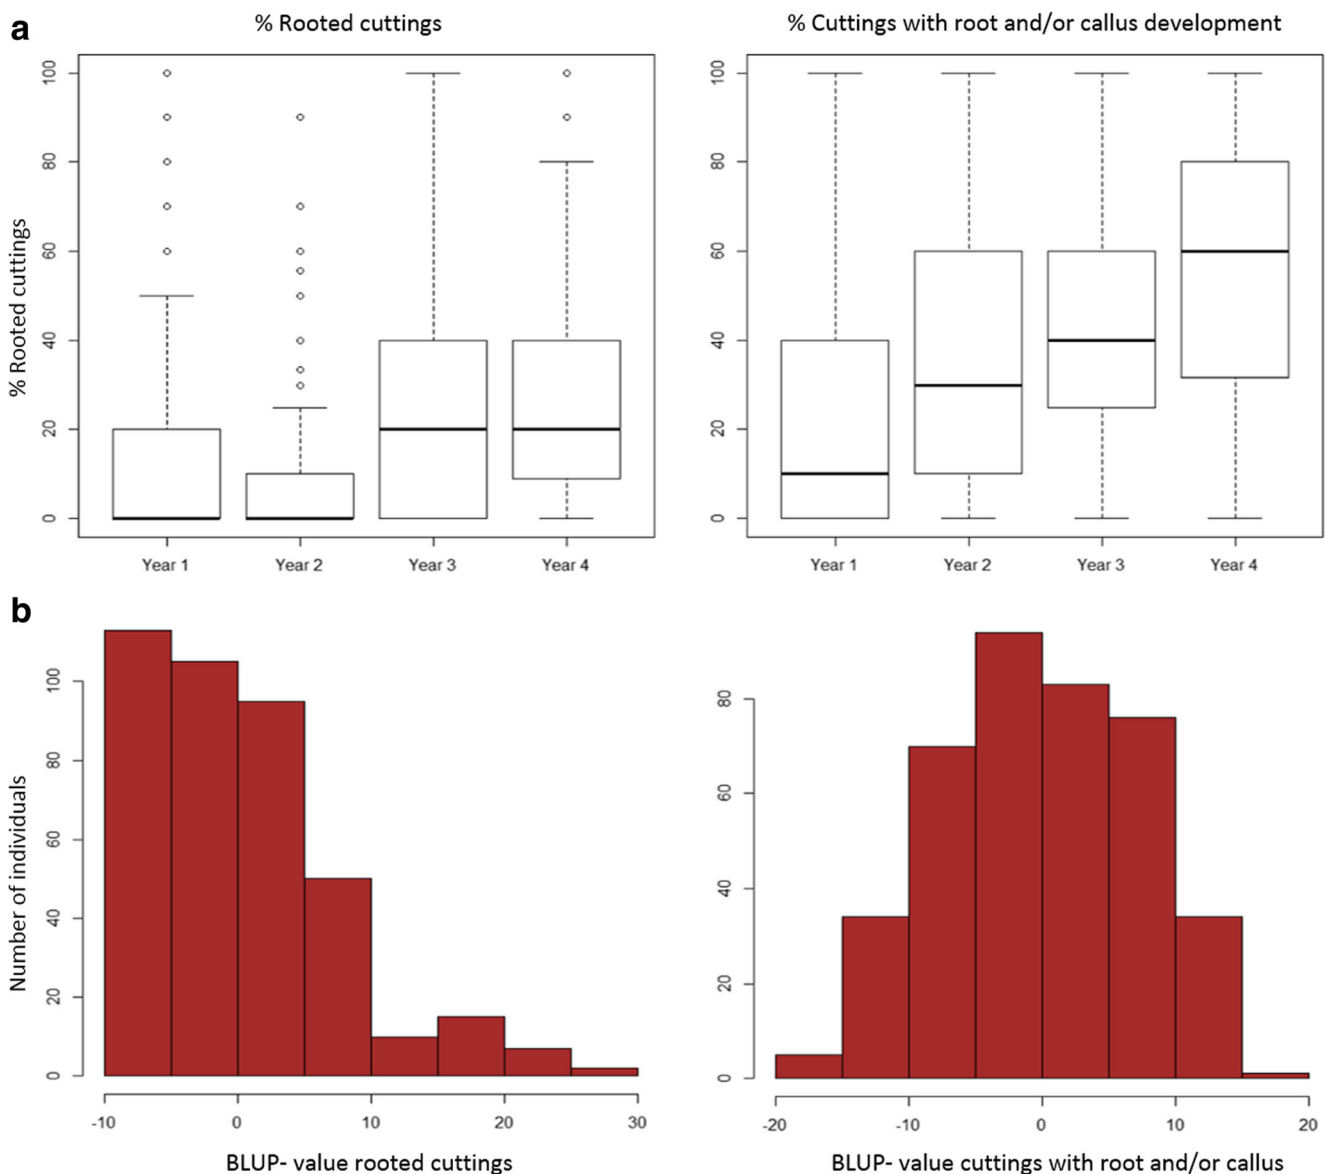 a
% Rooted cuttings
% Cuttings with root and/or callus development
% Rooted cuttings
100
80
60
40
20
0
Year 1 Year 2 Year 3 Year 4
100
80
60
40
20
0
Year 1 Year 2 Year 3 Year 4
b
Number of individuals
100
80
60
40
20
0
-10 0 10 20 30
BLUP- value rooted cuttings
80
60
40
20
0
-20 -10 0 10 20
BLUP- value cuttings with root and/or callus